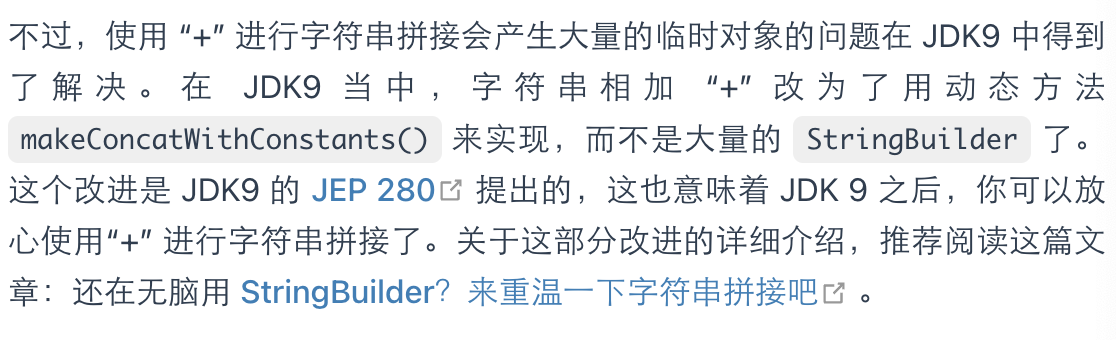 不过，使用 “+” 进行字符串拼接会产生大量的临时对象的问题在 JDK9 中得到
了解决。在 JDK9 当中，字符串相加 “+” 改为了用动态方法
makeConcatWithConstants() 来实现，而不是大量的 StringBuilder 了。
这个改进是 JDK9 的 JEP 280 提出的，这也意味着 JDK 9 之后，你可以放
心使用“+” 进行字符串拼接了。关于这部分改进的详细介绍，推荐阅读这篇文
章：还在无脑用 StringBuilder？来重温一下字符串拼接吧 。